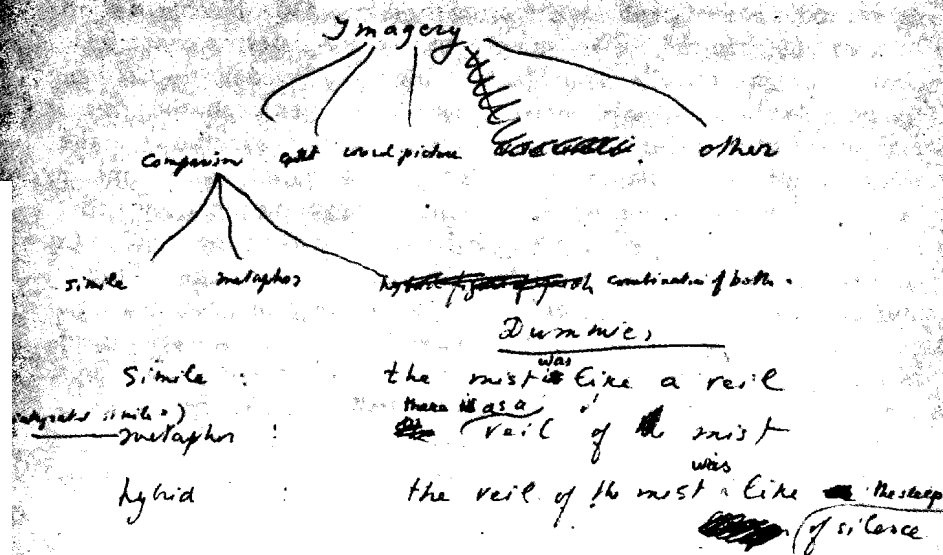 Imagery
comparison word picture other
simile metaphor combination of both.
Dummies
was
Simile : the mist like a veil
there was a
metaphor : veil of mist
was
hybrid : the veil of the mist like the sleep
of silence